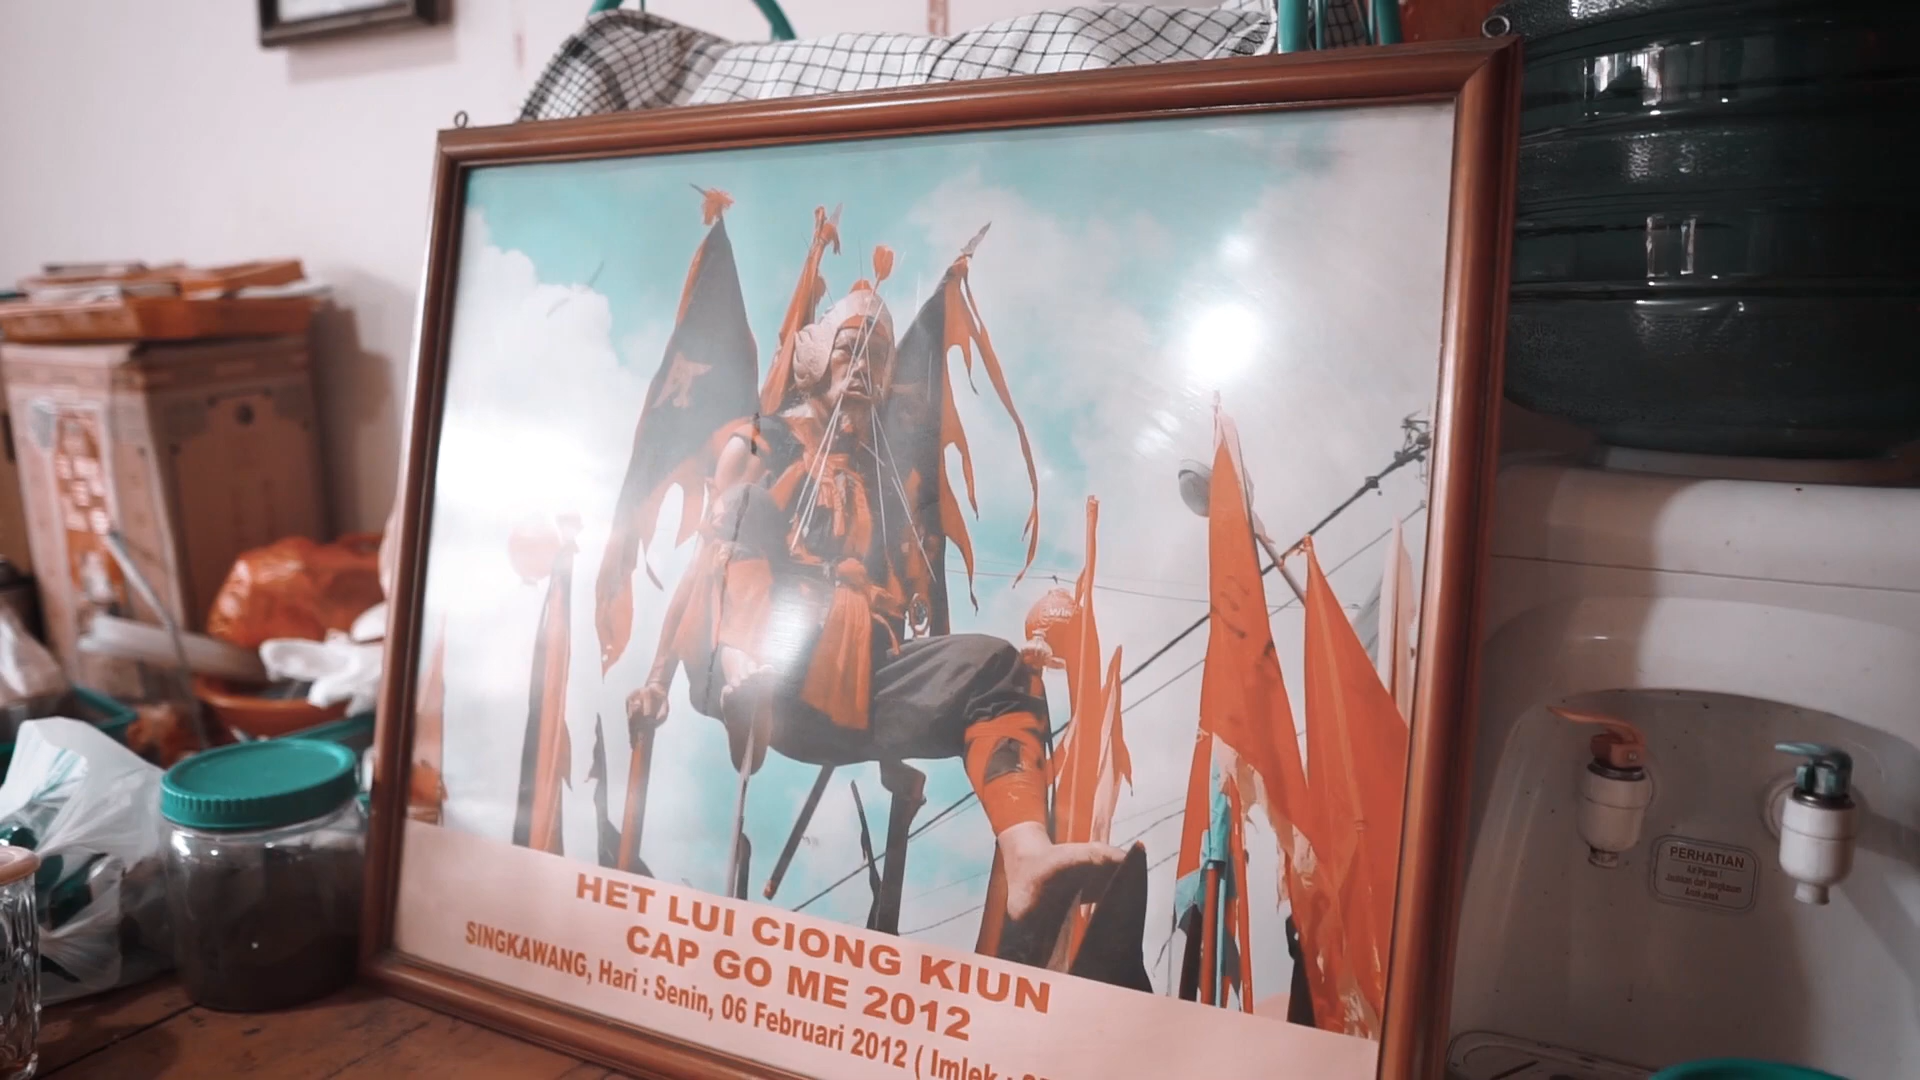 HET LUI CIONG KIUN
CAP GO ME 2012
SINGKAWANG, Hari : Senin, 06 Februari 2012 ( Imlek :
PERHATIAN